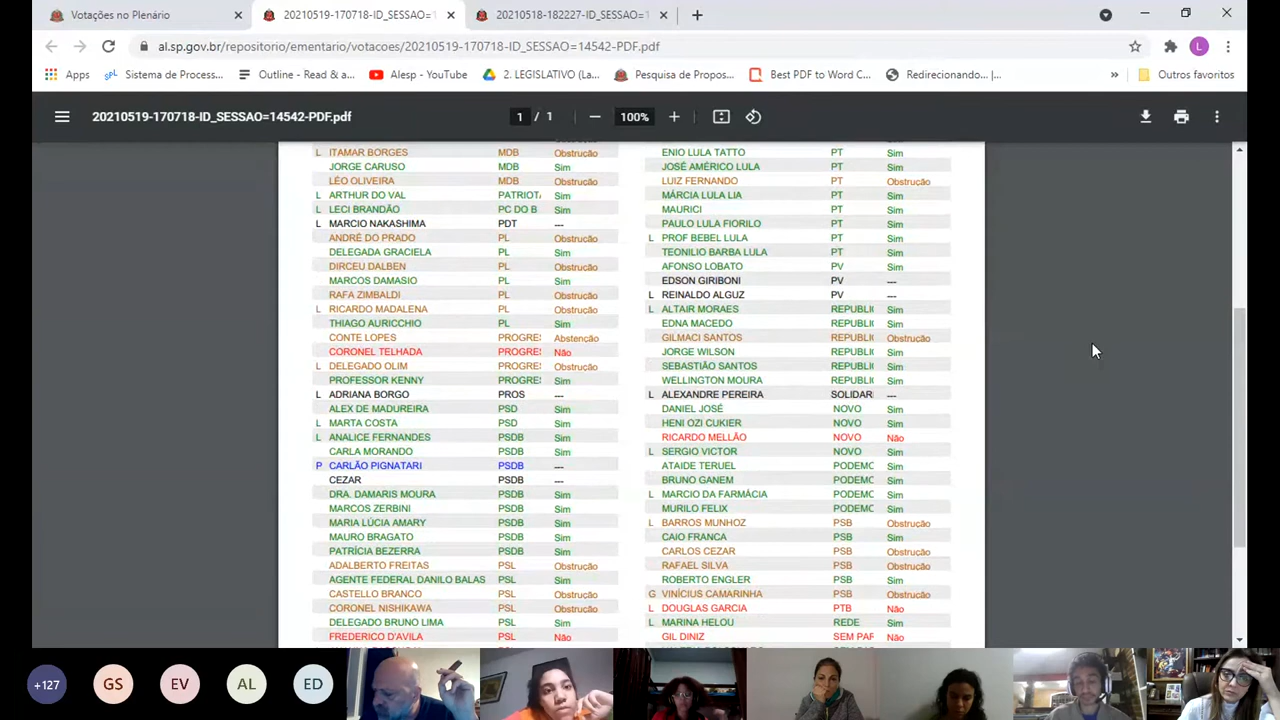 Votações no Plenário
20210519-170718-ID_SESSAO=1
20210518-182227-ID_SESSAO=1
al.sp.gov.br/repositorio/ementario/votacoes/20210519-170718-ID_SESSAO=14542-PDF.pdf
L
Apps
Sistema de Process...
Outline - Read & a...
Alesp - YouTube
2. LEGISLATIVO (La...
Pesquisa de Propos...
Best PDF to Word C...
Redirecionando... |...
»
Outros favoritos
20210519-170718-ID_SESSAO=14542-PDF.pdf
1 / 1
100%
L ITAMAR BORGES MDB Obstrução
JORGE CARUSO MDB Sim
LÉO OLIVEIRA MDB Obstrução
L ARTHUR DO VAL PATRIOTA Sim
L LECI BRANDÃO PC DO B Sim
L MARCIO NAKASHIMA PDT ---
ANDRÉ DO PRADO PL Obstrução
DELEGADA GRACIELA PL Sim
DIRCEU DALBEN PL Obstrução
MARCOS DAMASIO PL Sim
RAFA ZIMBALDI PL Obstrução
L RICARDO MADALENA PL Obstrução
THIAGO AURICCHIO PL Sim
CONTE LOPES PROGRES Abstenção
CORONEL TELHADA PROGRES Não
L DELEGADO OLIM PROGRES Obstrução
PROFESSOR KENNY PROGRES Sim
L ADRIANA BORGO PROS ---
ALEX DE MADUREIRA PSD Sim
L MARTA COSTA PSD Sim
L ANALICE FERNANDES PSDB Sim
CARLA MORANDO PSDB Sim
P CARLÃO PIGNATARI PSDB ---
CEZAR PSDB ---
DRA. DAMARIS MOURA PSDB Sim
MARCOS ZERBINI PSDB Sim
MARIA LÚCIA AMARY PSDB Sim
MAURO BRAGATO PSDB Sim
PATRÍCIA BEZERRA PSDB Sim
ADALBERTO FREITAS PSL Obstrução
AGENTE FEDERAL DANILO BALAS PSL Sim
CASTELLO BRANCO PSL Obstrução
CORONEL NISHIKAWA PSL Obstrução
DELEGADO BRUNO LIMA PSL Sim
FREDERICO D'AVILA PSL Não
ENIO LULA TATTO PT Sim
JOSÉ AMÉRICO LULA PT Sim
LUIZ FERNANDO PT Obstrução
MÁRCIA LULA LIA PT Sim
MAURICI PT Sim
PAULO LULA FIORILO PT Sim
L PROF BEBEL LULA PT Sim
TEONILIO BARBA LULA PT Sim
AFONSO LOBATO PV Sim
EDSON GIRIBONI PV ---
L REINALDO ALGUZ PV ---
L ALTAIR MORAES REPUBLIC Sim
EDNA MACEDO REPUBLIC Sim
GILMACI SANTOS REPUBLIC Obstrução
JORGE WILSON REPUBLIC Sim
SEBASTIÃO SANTOS REPUBLIC Sim
WELLINGTON MOURA REPUBLIC Sim
L ALEXANDRE PEREIRA SOLIDAR ---
DANIEL JOSÉ NOVO Sim
HENI OZI CUKIER NOVO Sim
RICARDO MELLÃO NOVO Não
L SERGIO VICTOR NOVO Sim
ATAIDE TERUEL PODEMO Sim
BRUNO GANEM PODEMO Sim
L MARCIO DA FARMÁCIA PODEMO Sim
MURILO FELIX PODEMO Sim
L BARROS MUNHOZ PSB Obstrução
CAIO FRANCA PSB Sim
CARLOS CEZAR PSB Obstrução
RAFAEL SILVA PSB Obstrução
ROBERTO ENGLER PSB Sim
G VINÍCIUS CAMARINHA PSB Obstrução
L DOUGLAS GARCIA PTB Não
L MARINA HELOU REDE Sim
GIL DINIZ SEM PAR Não
+127
GS
EV
AL
ED